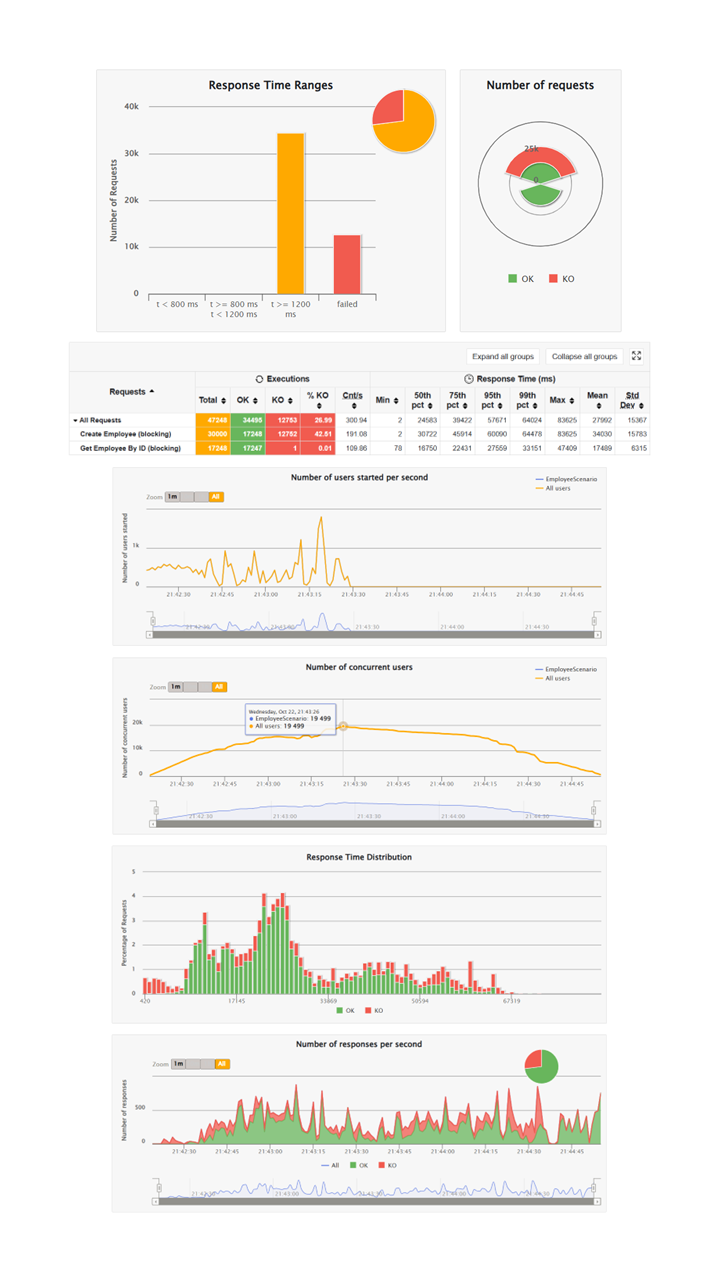 Response Time Ranges
Number of Requests
40k
30k
20k
10k
0
t < 800 ms
t >= 800 ms
t < 1200 ms
t >= 1200
ms
failed
Number of requests
25k
0
OK KO
Expand all groups Collapse all groups
Requests Executions Response Time (ms)
Total OK KO % KO Cnt/s Min 50th pct 75th pct 95th pct 99th pct Max Mean Std Dev
All Requests 47248 34495 12753 26.99 300.94 2 24583 39422 57671 64024 83625 27992 15367
Create Employee (blocking) 30000 17248 12752 42.51 191.08 2 30722 45914 60090 64478 83625 34030 15783
Get Employee By ID (blocking) 17248 17247 1 0.01 109.86 78 16750 22431 27559 33151 47409 17489 6315
Number of users started per second
EmployeeScenario
All users
Zoom 1m All
Number of users started
1k
0
21:42:30 21:42:45 21:43:00 21:43:15 21:43:30 21:43:45 21:44:00 21:44:15 21:44:30 21:44:45
21:42:30 21:43:30 21:44:00 21:44:30
Number of concurrent users
EmployeeScenario
All users
Zoom 1m All
Number of concurrent users
20k
10k
0
Wednesday, Oct 22, 21:43:26
EmployeeScenario: 19 499
All users: 19 499
21:42:30 21:42:45 21:43:00 21:43:15 21:43:30 21:43:45 21:44:00 21:44:15 21:44:30 21:44:45
21:42:30 21:43:00 21:43:30 21:44:00 21:44:30
Response Time Distribution
Percentage of Requests
5
4
3
2
1
0
420 17145 33869 50594 67319
OK KO
Number of responses per second
Zoom 1m All
Number of responses
500
0
21:42:30 21:42:45 21:43:00 21:43:15 21:43:30 21:43:45 21:44:00 21:44:15 21:44:30 21:44:45
All OK KO
21:42:30 21:43:00 21:43:30 21:44:00 21:44:30